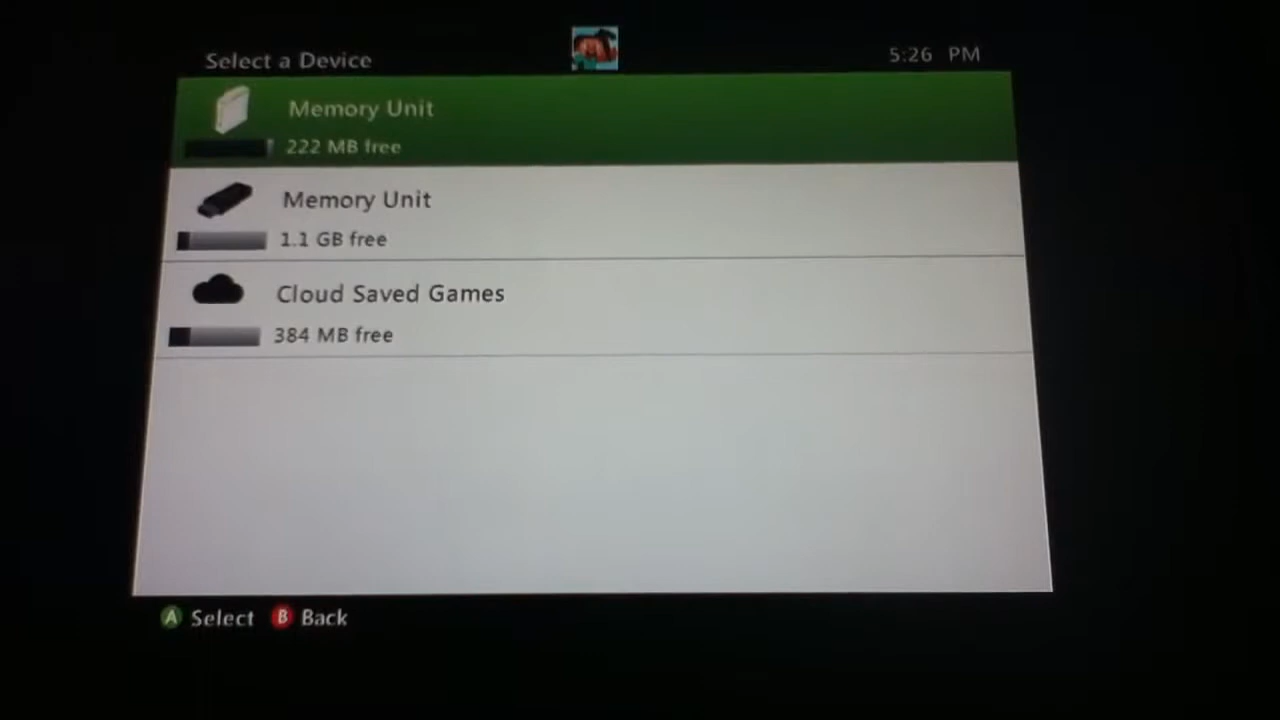 Select a Device
5:26 PM
Memory Unit
222 MB free
Memory Unit
1.1 GB free
Cloud Saved Games
384 MB free
A Select B Back